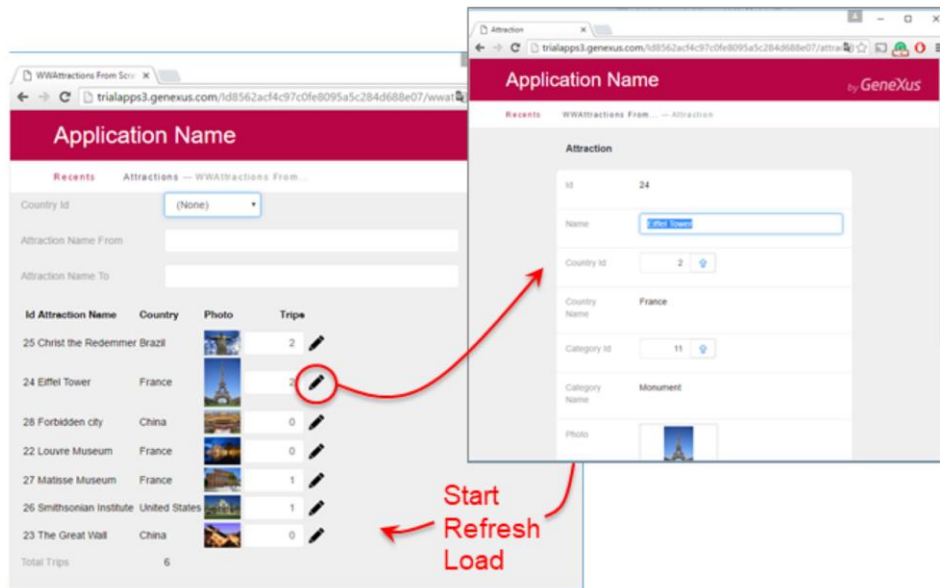 Attraction
trialapps3.genexus.com/Id8562acf4c97c0fe8095a5c284d688e07/attrac
Application Name
by GeneXus
Recents WWAttractions From... — Attraction
Attraction
Id 24
Name Eiffel Tower
Country Id 2
Country Name France
Category Id 11
Category Name Monument
Photo
WWAttractions From Scr
trialapps3.genexus.com/Id8562acf4c97c0fe8095a5c284d688e07/wwat
Application Name
Recents Attractions — WWAttractions From...
Country Id (None)
Attraction Name From
Attraction Name To
Id Attraction Name Country Photo Trips
25 Christ the Redemmer Brazil 2
24 Eiffel Tower France 2
28 Forbidden city China 0
22 Louvre Museum France 0
27 Matisse Museum France 1
26 Smithsonian Institute United States 1
23 The Great Wall China 0
Total Trips 6
Start
Refresh
Load